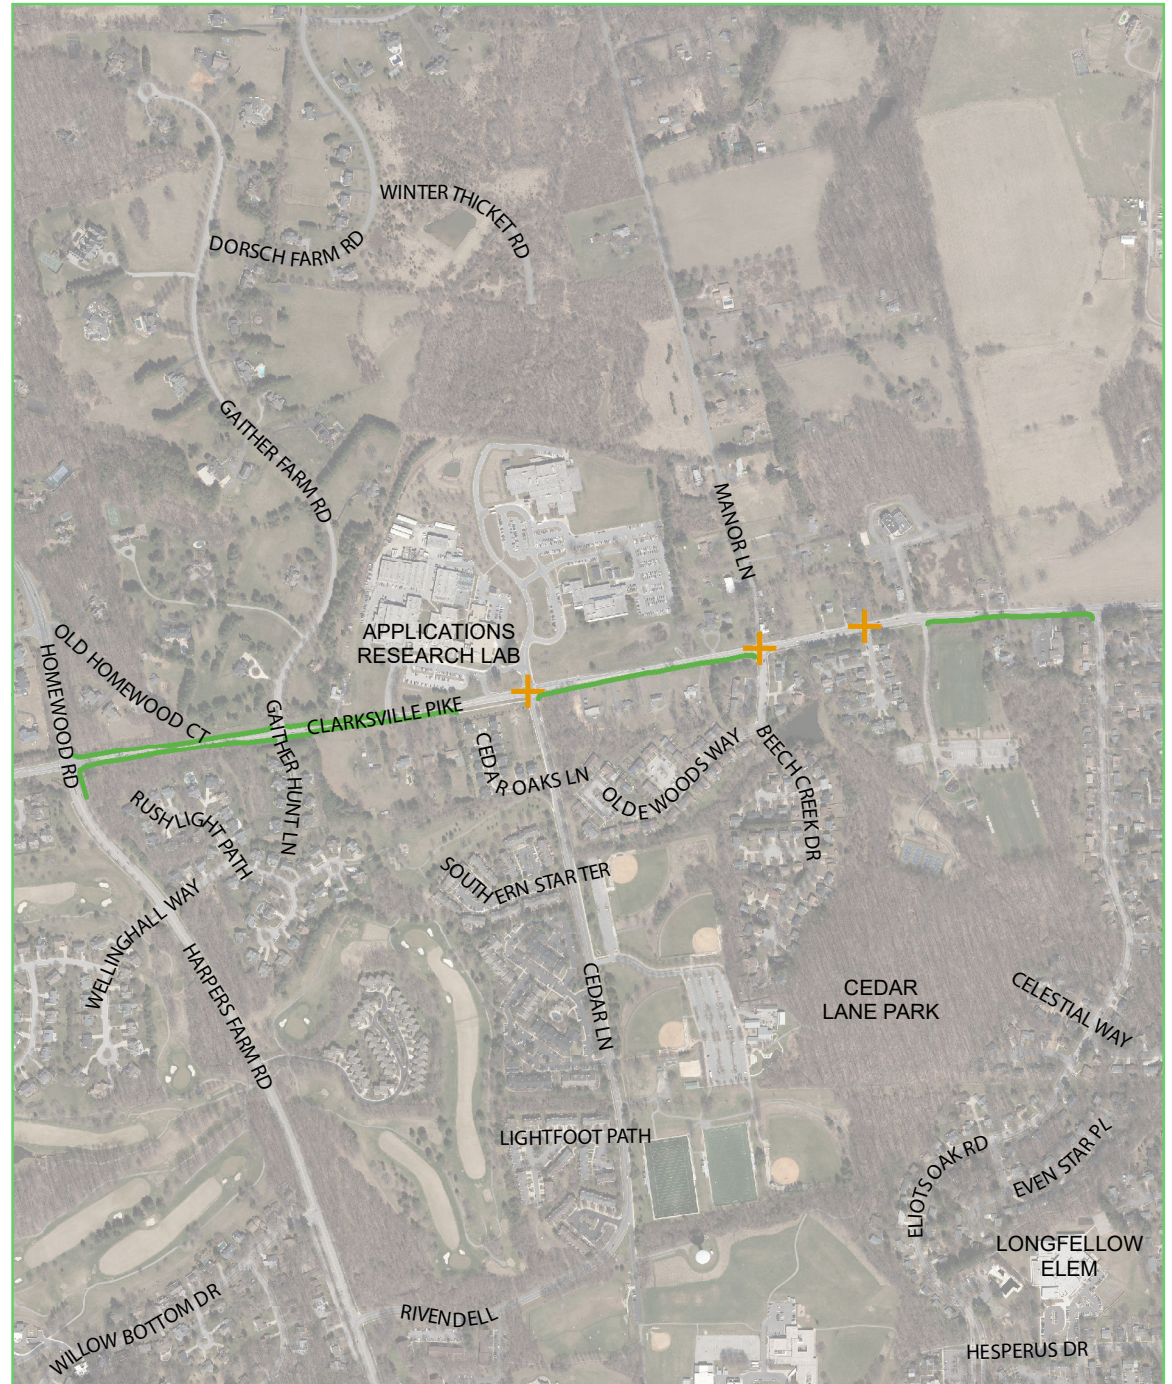 WINTER THICKET RD
DORSCH FARM RD
GAITHER FARM RD
MANOR LN
APPLICATIONS
RESEARCH LAB
OLD HOMEWOOD CT
HOMEWOOD RD
GAITHER HUNT LN
CLARKSVILLE PIKE
CEDAR OAKS LN
OLDE WOODS WAY
BEECH CREEK DR
RUSHLIGHT PATH
SOUTHERN STAR TER
WELLINGHALL WAY
HARPERS FARM RD
CEDAR LN
CEDAR
LANE PARK
CELESTIAL WAY
LIGHTFOOT PATH
ELIOTS OAK RD
EVEN STAR PL
LONGFELLOW
ELEM
WILLOW BOTTOM DR
RIVENDELL
HESPERUS DR